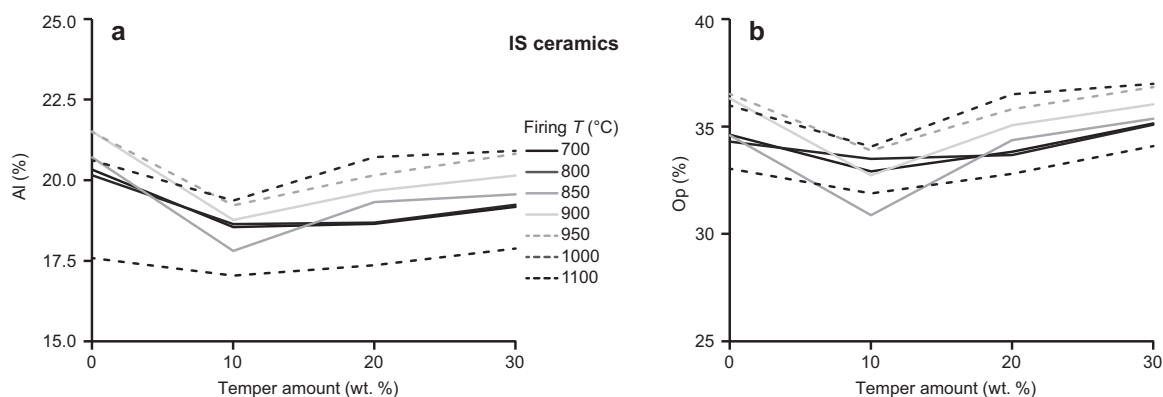 a
IS ceramics
25.0
22.5
20.0
17.5
15.0
Al (%)
0 10 20 30
Temper amount (wt. %)
Firing T (°C)
700
800
850
900
950
1000
1100
b
40
35
30
25
Op (%)
0 10 20 30
Temper amount (wt. %)